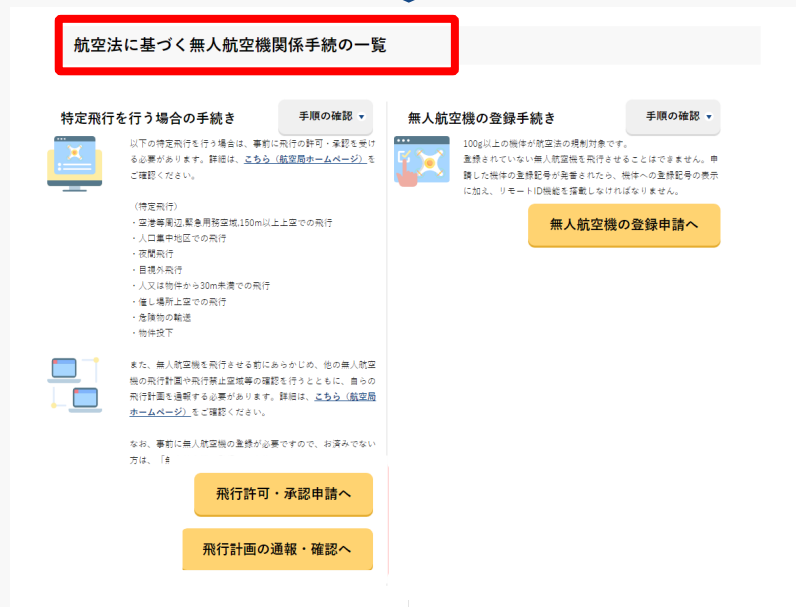 航空法に基づく無人航空機関係手続の一覧
特定飛行を行う場合の手続き
手順の確認
以下の特定飛行を行う場合は、事前に飛行の許可・承認を受け
る必要があります。詳細は、こちら（航空局ホームページ）を
ご確認ください。
（特定飛行）
・空港等周辺,緊急用務空域,150m以上上空での飛行
・人口集中地区での飛行
・夜間飛行
・目視外飛行
・人又は物件から30m未満での飛行
・催し場所上空での飛行
・危険物の輸送
・物件投下
また、無人航空機を飛行させる前にあらかじめ、他の無人航空
機の飛行計画や飛行禁止空域等の確認を行うとともに、自らの
飛行計画を通報する必要があります。詳細は、こちら（航空局
ホームページ）をご確認ください。
なお、事前に無人航空機の登録が必要ですので、お済みでない
方は、「#
飛行許可・承認申請へ
飛行計画の通報・確認へ
無人航空機の登録手続き
手順の確認
100g以上の機体が航空法の規制対象です。
登録されていない無人航空機を飛行させることはできません。申
請した機体の登録記号が発番されたら、機体への登録記号の表示
に加え、リモートID機能を搭載しなければなりません。
無人航空機の登録申請へ